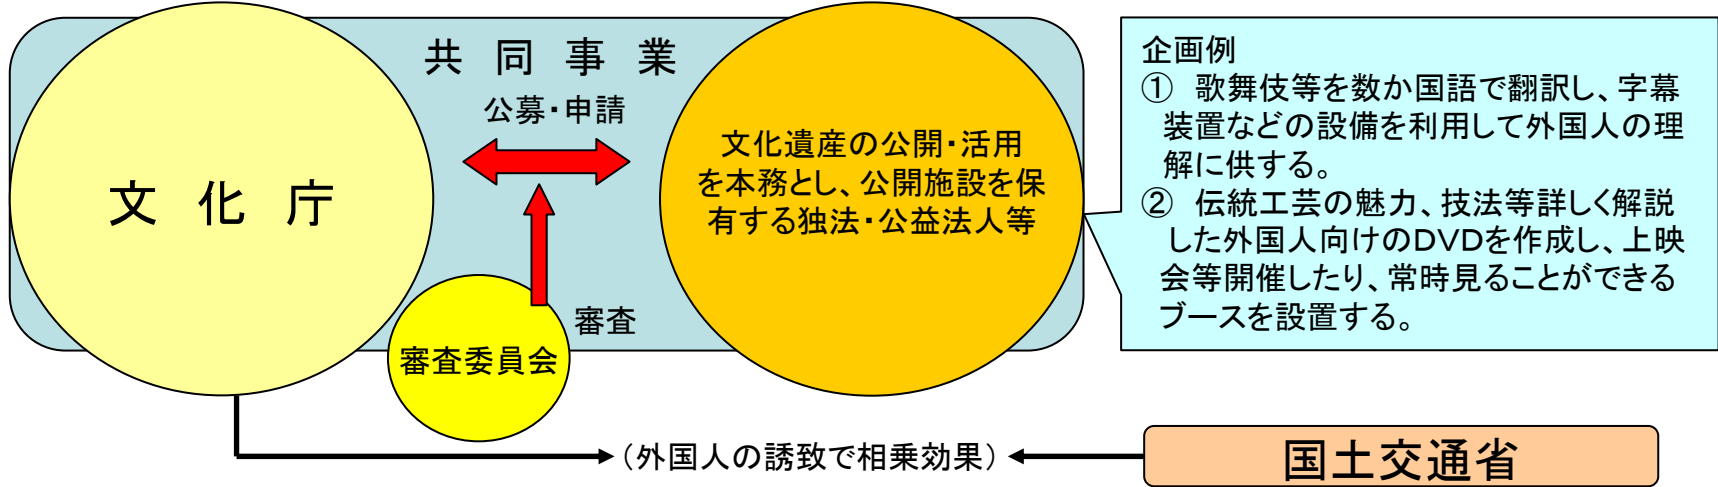 共同事業
公募・申請
文化庁
文化遺産の公開・活用
を本務とし、公開施設を保
有する独法・公益法人等
審査
審査委員会
企画例
① 歌舞伎等を数か国語で翻訳し、字幕
装置などの設備を利用して外国人の理
解に供する。
② 伝統工芸の魅力、技法等詳しく解説
した外国人向けのDVDを作成し、上映
会等開催したり、常時見ることができる
ブースを設置する。
（外国人の誘致で相乗効果）
国土交通省